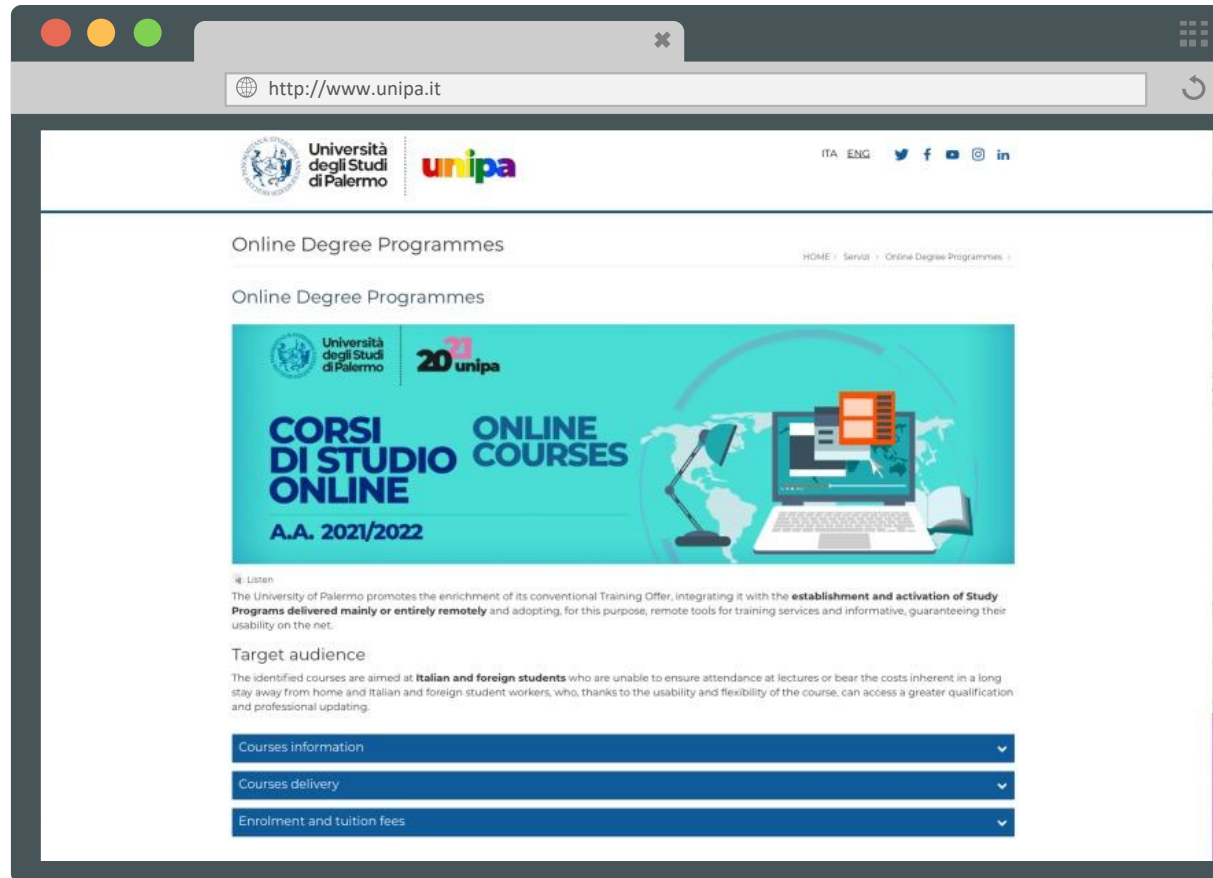 http://www.unipa.it
Università
degli Studi
di Palermo
unipa
ITA ENG
Online Degree Programmes
HOME › Servizi › Online Degree Programmes ›
Online Degree Programmes
Università
degli Studi
di Palermo
2021 unipa
CORSI
DI STUDIO
ONLINE
ONLINE
COURSES
A.A. 2021/2022
Listen
The University of Palermo promotes the enrichment of its conventional Training Offer, integrating it with the establishment and activation of Study
Programs delivered mainly or entirely remotely and adopting, for this purpose, remote tools for training services and informative, guaranteeing their
usability on the net.
Target audience
The identified courses are aimed at Italian and foreign students who are unable to ensure attendance at lectures or bear the costs inherent in a long
stay away from home and Italian and foreign student workers, who, thanks to the usability and flexibility of the course, can access a greater qualification
and professional updating.
Courses information
Courses delivery
Enrolment and tuition fees